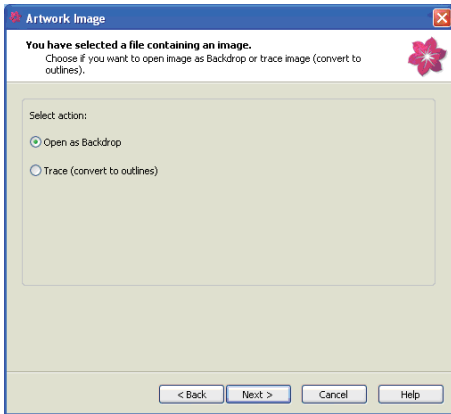 Artwork Image
You have selected a file containing an image.
Choose if you want to open image as Backdrop or trace image (convert to
outlines).
Select action:
Open as Backdrop
Trace (convert to outlines)
< Back
Next >
Cancel
Help